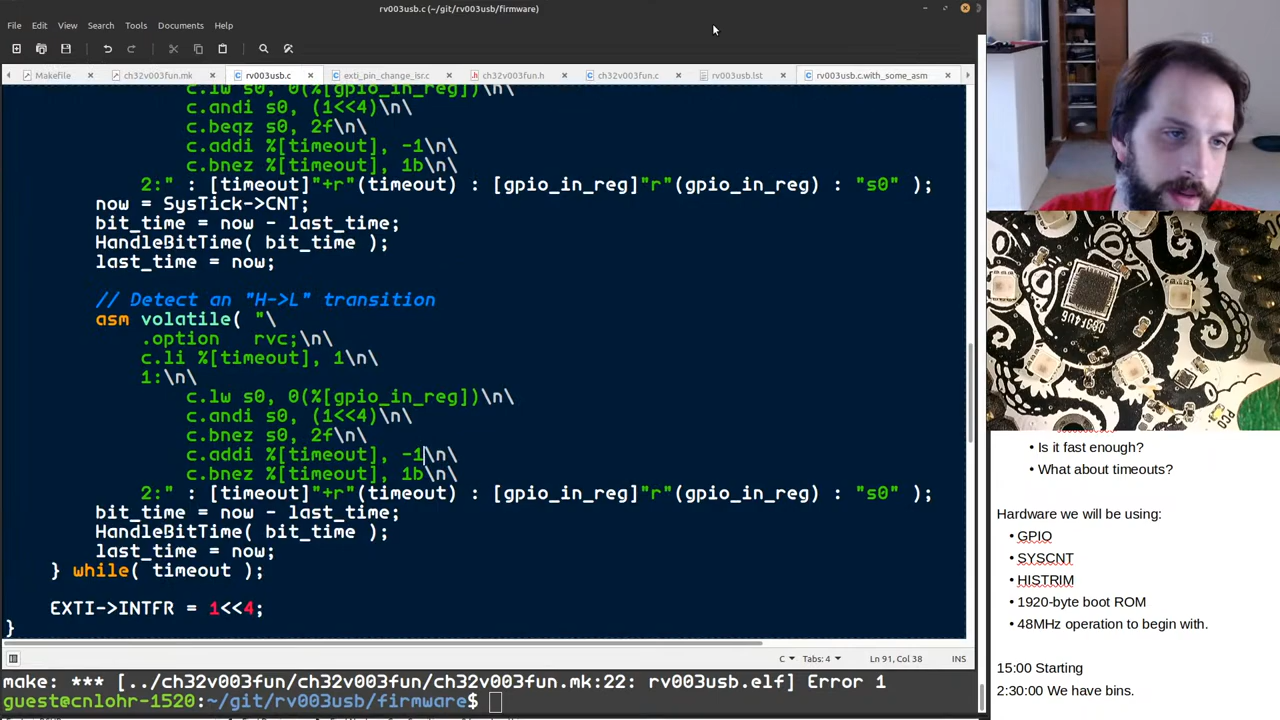 rv003usb.c (~/git/rv003usb/firmware)
File Edit View Search Tools Documents Help
Makefile ch32v003fun.mk rv003usb.c exti_pin_change_isr.c ch32v003fun.h ch32v003fun.c rv003usb.lst rv003usb.c.with_some_asm
c.lw s0, 0(%[gpio_in_reg])\n\
c.andi s0, (1<<4)\n\
c.beqz s0, 2f\n\
c.addi %[timeout], -1\n\
c.bnez %[timeout], 1b\n\
2:" : [timeout]"+r"(timeout) : [gpio_in_reg]"r"(gpio_in_reg) : "s0" );
now = SysTick->CNT;
bit_time = now - last_time;
HandleBitTime( bit_time );
last_time = now;
// Detect an "H->L" transition
asm volatile( "\
.option rvc;\n\
c.li %[timeout], 1\n\
1:\n\
c.lw s0, 0(%[gpio_in_reg])\n\
c.andi s0, (1<<4)\n\
c.bnez s0, 2f\n\
c.addi %[timeout], -1\n\
c.bnez %[timeout], 1b\n\
2:" : [timeout]"+r"(timeout) : [gpio_in_reg]"r"(gpio_in_reg) : "s0" );
bit_time = now - last_time;
HandleBitTime( bit_time );
last_time = now;
} while( timeout );
EXTI->INTFR = 1<<4;
}
C Tabs: 4 Ln 91, Col 38 INS
make: *** [../ch32v003fun/ch32v003fun/ch32v003fun.mk:22: rv003usb.elf] Error 1
guest@cnlohr-1520:~/git/rv003usb/firmware$
• Is it fast enough?
• What about timeouts?
Hardware we will be using:
• GPIO
• SYSCNT
• HISTRIM
• 1920-byte boot ROM
• 48MHz operation to begin with.
15:00 Starting
2:30:00 We have bins.